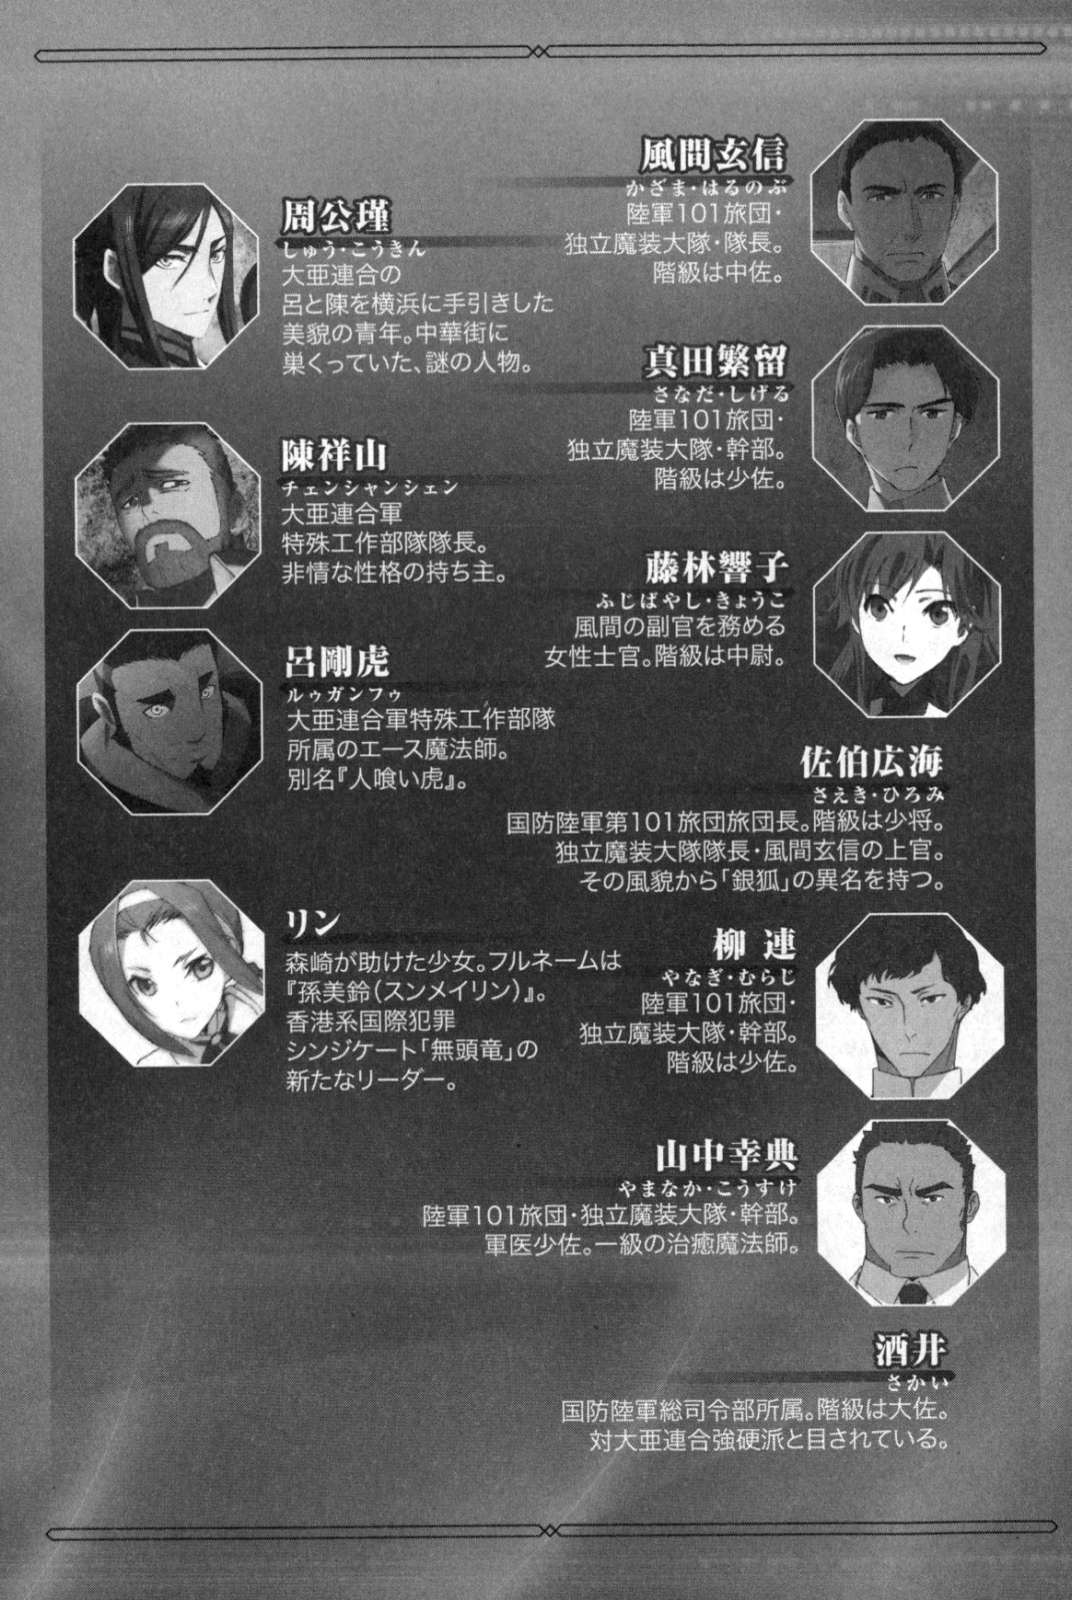 風間玄信
かざま・はるのぶ
陸軍101旅団・
独立魔装大隊・隊長。
階級は中佐。
真田繁留
さなだ・しげる
陸軍101旅団・
独立魔装大隊・幹部。
階級は少佐。
藤林響子
ふじばやし・きょうこ
風間の副官を務める
女性士官。階級は中尉。
佐伯広海
さえき・ひろみ
国防陸軍第101旅団旅団長。階級は少将。
独立魔装大隊隊長・風間玄信の上官。
その風貌から「銀狐」の異名を持つ。
柳 連
やなぎ・むらじ
陸軍101旅団・
独立魔装大隊・幹部。
階級は少佐。
山中幸典
やまなか・こうすけ
陸軍101旅団・独立魔装大隊・幹部。
軍医少佐。一級の治癒魔法師。
酒井
さかい
国防陸軍総司令部所属。階級は大佐。
対大亜連合強硬派と目されている。
周公瑾
しゅう・こうきん
大亜連合の
呂と陳を横浜に手引きした
美貌の青年。中華街に
巣くっていた、謎の人物。
陳祥山
チェンシャンシェン
大亜連合軍
特殊工作部隊隊長。
非情な性格の持ち主。
呂剛虎
ルゥガンフゥ
大亜連合軍特殊工作部隊
所属のエース魔法師。
別名『人喰い虎』。
リン
森崎が助けた少女。フルネームは
『孫美鈴（スンメイリン）』。
香港系国際犯罪
シンジケート「無頭竜」の
新たなリーダー。